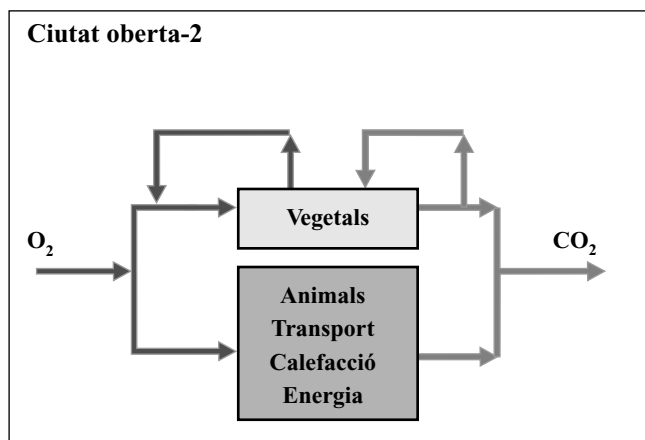 Ciutat oberta-2
Vegetals
O₂
CO₂
Animals
Transport
Calefacció
Energia